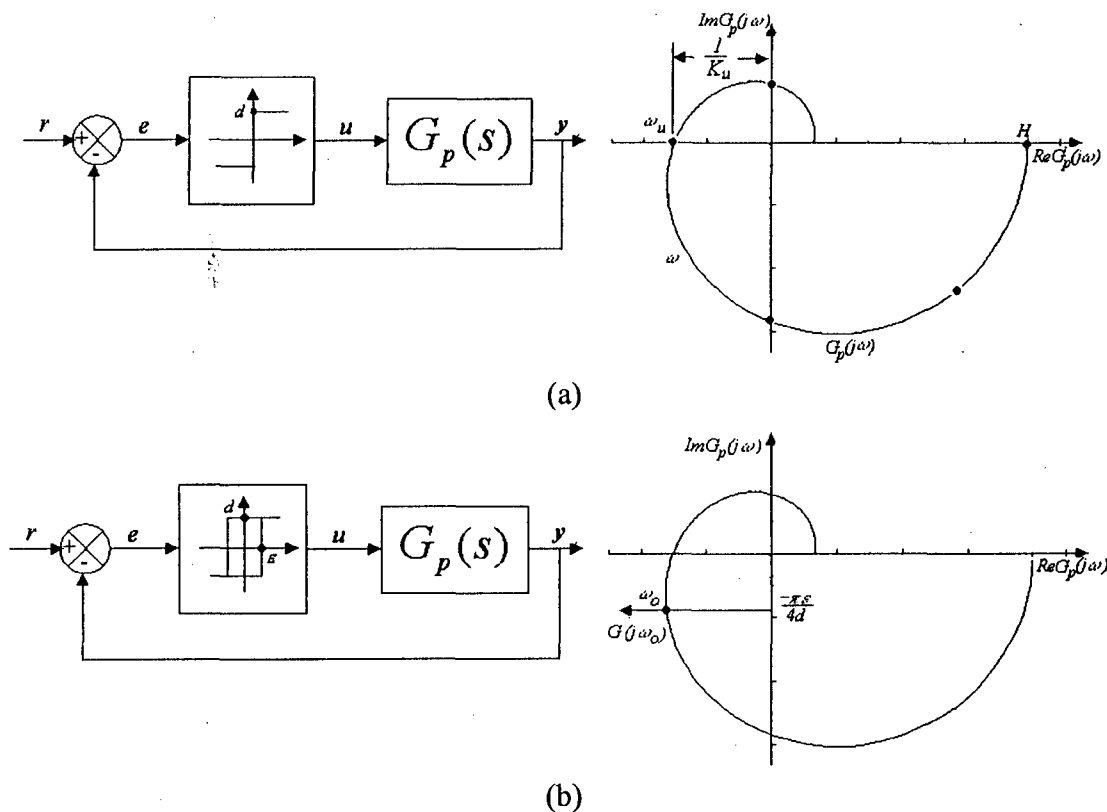 ImG_p(jω)
1
K_u
d
r
+
-
e
u
G_p(s)
y
ω_u
H
ReG_p(jω)
ω
G_p(jω)
(a)
ImG_p(jω)
d
r
+
-
e
ε
u
G_p(s)
y
ReG_p(jω)
ω_o
G(jω_o)
-πε
4d
(b)